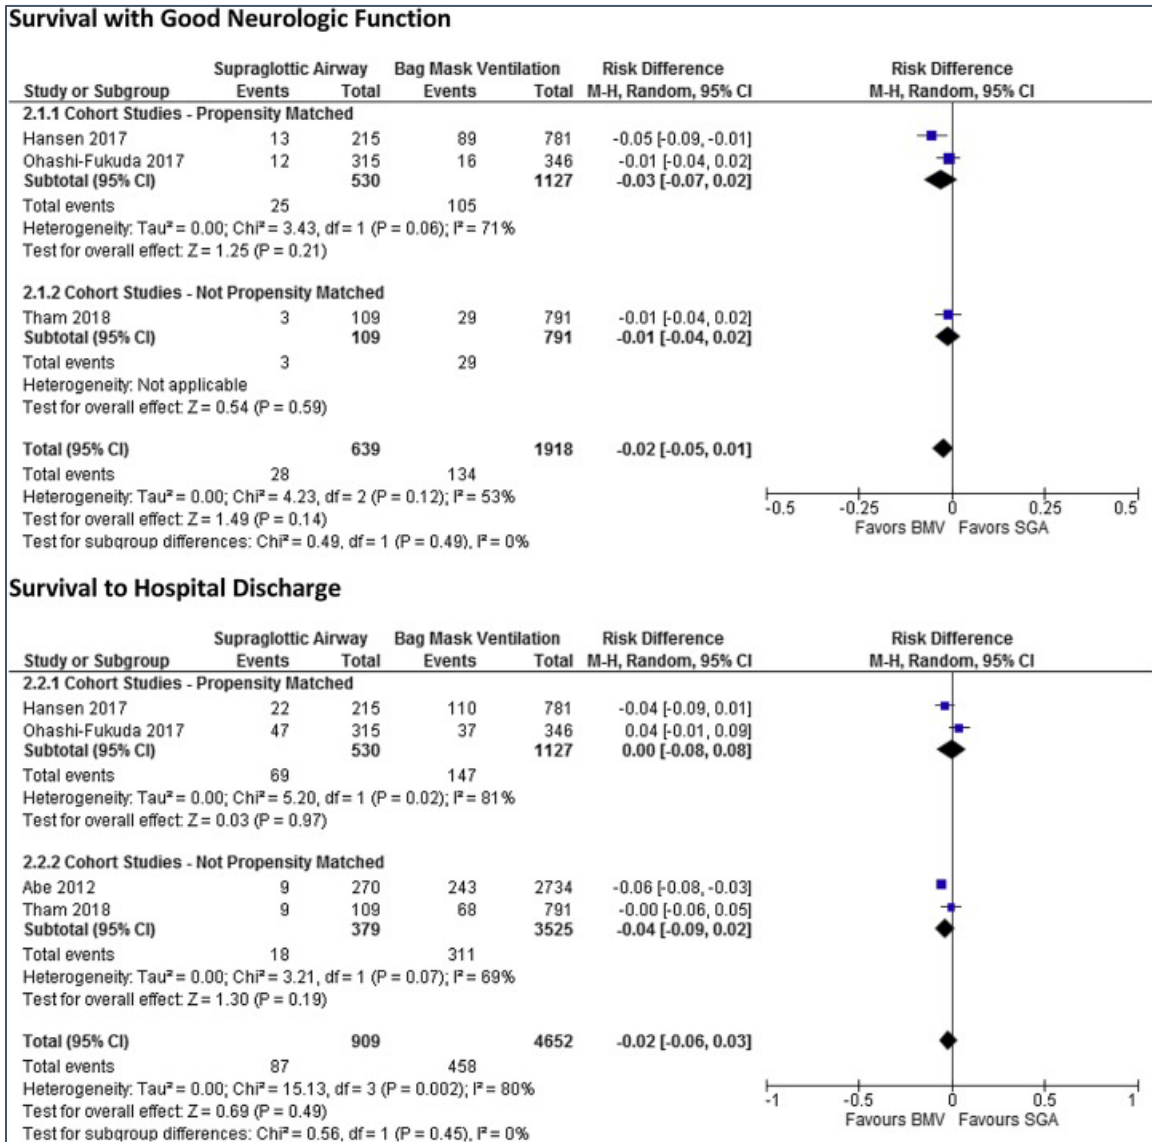 Survival with Good Neurologic Function
Supraglottic Airway Bag Mask Ventilation Risk Difference Risk Difference
Study or Subgroup Events Total Events Total M-H, Random, 95% CI M-H, Random, 95% CI
2.1.1 Cohort Studies - Propensity Matched
Hansen 2017 13 215 89 781 -0.05 [-0.09, -0.01]
Ohashi-Fukuda 2017 12 315 16 346 -0.01 [-0.04, 0.02]
Subtotal (95% CI) 530 1127 -0.03 [-0.07, 0.02]
Total events 25 105
Heterogeneity: Tau² = 0.00; Chi² = 3.43, df = 1 (P = 0.06); I² = 71%
Test for overall effect: Z = 1.25 (P = 0.21)
2.1.2 Cohort Studies - Not Propensity Matched
Tham 2018 3 109 29 791 -0.01 [-0.04, 0.02]
Subtotal (95% CI) 109 791 -0.01 [-0.04, 0.02]
Total events 3 29
Heterogeneity: Not applicable
Test for overall effect: Z = 0.54 (P = 0.59)
Total (95% CI) 639 1918 -0.02 [-0.05, 0.01]
Total events 28 134
Heterogeneity: Tau² = 0.00; Chi² = 4.23, df = 2 (P = 0.12); I² = 53%
Test for overall effect: Z = 1.49 (P = 0.14)
Test for subgroup differences: Chi² = 0.49, df = 1 (P = 0.49), I² = 0%
-0.5 -0.25 0 0.25 0.5
Favors BMV Favors SGA
Survival to Hospital Discharge
Supraglottic Airway Bag Mask Ventilation Risk Difference Risk Difference
Study or Subgroup Events Total Events Total M-H, Random, 95% CI M-H, Random, 95% CI
2.2.1 Cohort Studies - Propensity Matched
Hansen 2017 22 215 110 781 -0.04 [-0.09, 0.01]
Ohashi-Fukuda 2017 47 315 37 346 0.04 [-0.01, 0.09]
Subtotal (95% CI) 530 1127 0.00 [-0.08, 0.08]
Total events 69 147
Heterogeneity: Tau² = 0.00; Chi² = 5.20, df = 1 (P = 0.02); I² = 81%
Test for overall effect: Z = 0.03 (P = 0.97)
2.2.2 Cohort Studies - Not Propensity Matched
Abe 2012 9 270 243 2734 -0.06 [-0.08, -0.03]
Tham 2018 9 109 68 791 -0.00 [-0.06, 0.05]
Subtotal (95% CI) 379 3525 -0.04 [-0.09, 0.02]
Total events 18 311
Heterogeneity: Tau² = 0.00; Chi² = 3.21, df = 1 (P = 0.07); I² = 69%
Test for overall effect: Z = 1.30 (P = 0.19)
Total (95% CI) 909 4652 -0.02 [-0.06, 0.03]
Total events 87 458
Heterogeneity: Tau² = 0.00; Chi² = 15.13, df = 3 (P = 0.002); I² = 80%
Test for overall effect: Z = 0.69 (P = 0.49)
Test for subgroup differences: Chi² = 0.56, df = 1 (P = 0.45), I² = 0%
-1 -0.5 0 0.5 1
Favours BMV Favours SGA